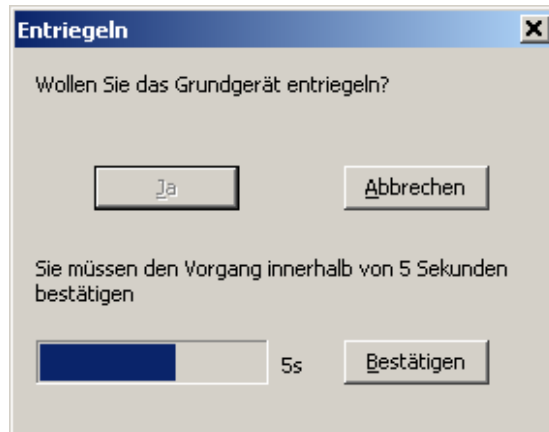 Entriegeln
Wollen Sie das Grundgerät entriegeln?
Ja
Abbrechen
Sie müssen den Vorgang innerhalb von 5 Sekunden
bestätigen
5s
Bestätigen